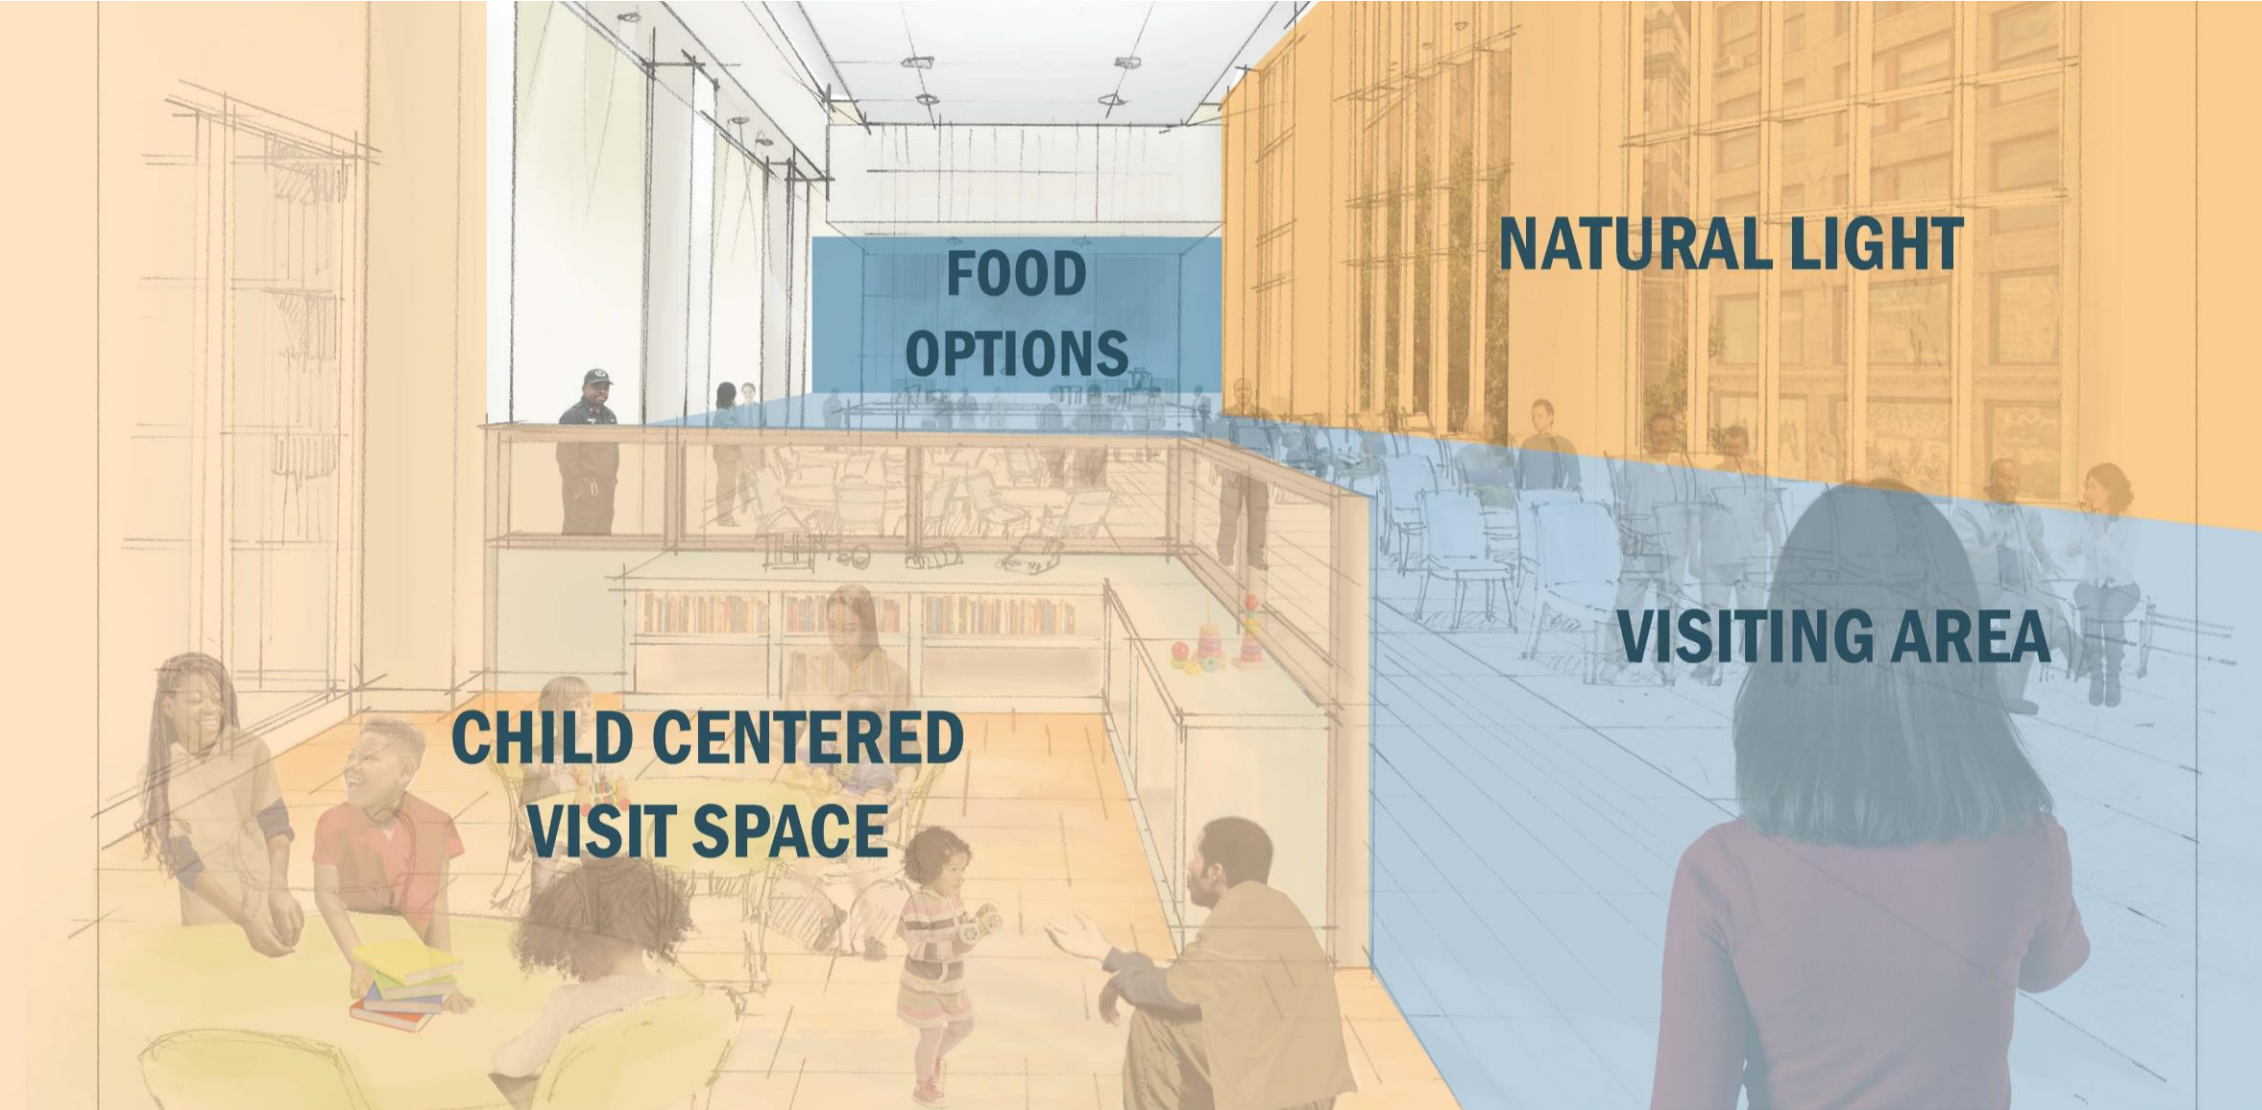 FOOD
OPTIONS
NATURAL LIGHT
VISITING AREA
CHILD CENTERED
VISIT SPACE